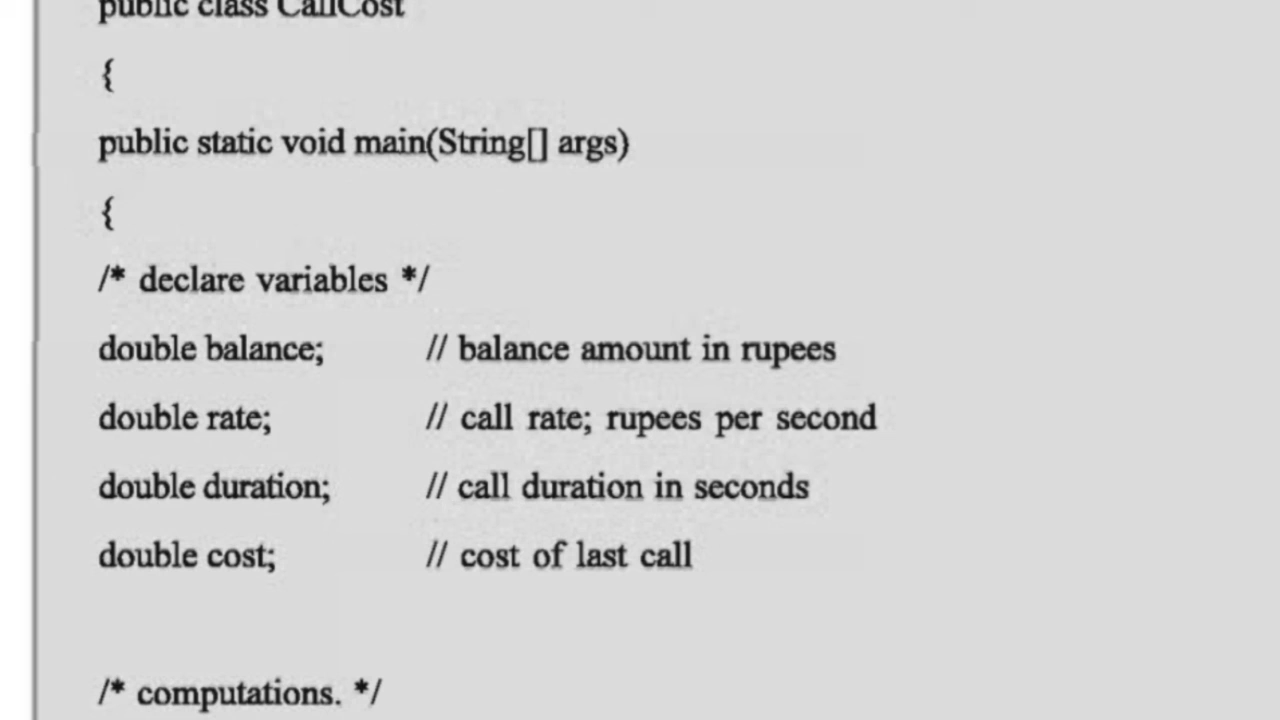 public class CallCost
{
public static void main(String[] args)
{
/* declare variables */
double balance; // balance amount in rupees
double rate; // call rate; rupees per second
double duration; // call duration in seconds
double cost; // cost of last call
/* computations. */